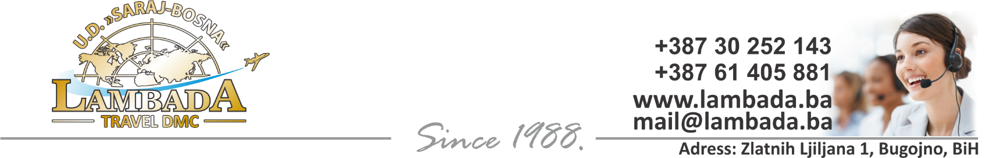 U.D. »SARAJ-BOSNA«
LAMBADA
TRAVEL DMC
Since 1988.
+387 30 252 143
+387 61 405 881
www.lambada.ba
mail@lambada.ba
Adress: Zlatnih Ljiljana 1, Bugojno, BiH